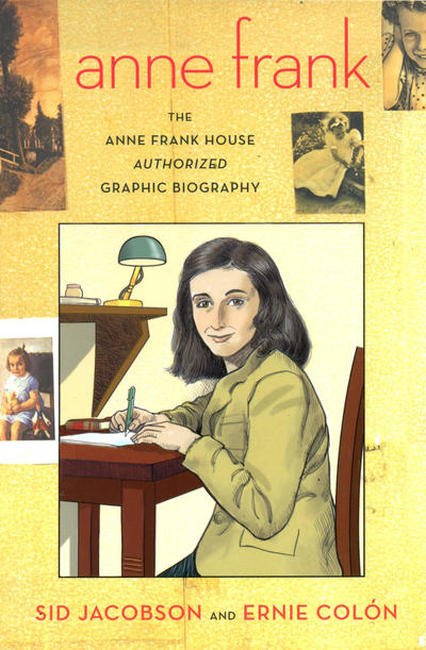 anne frank
THE
ANNE FRANK HOUSE
AUTHORIZED
GRAPHIC BIOGRAPHY
SID JACOBSON AND ERNIE COLÓN